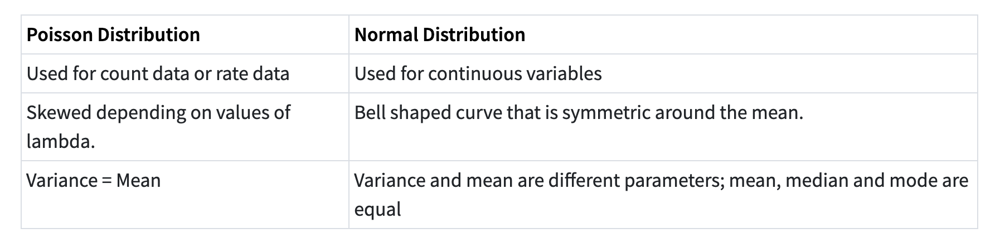 Poisson Distribution
Normal Distribution
Used for count data or rate data
Used for continuous variables
Skewed depending on values of
lambda.
Bell shaped curve that is symmetric around the mean.
Variance = Mean
Variance and mean are different parameters; mean, median and mode are
equal